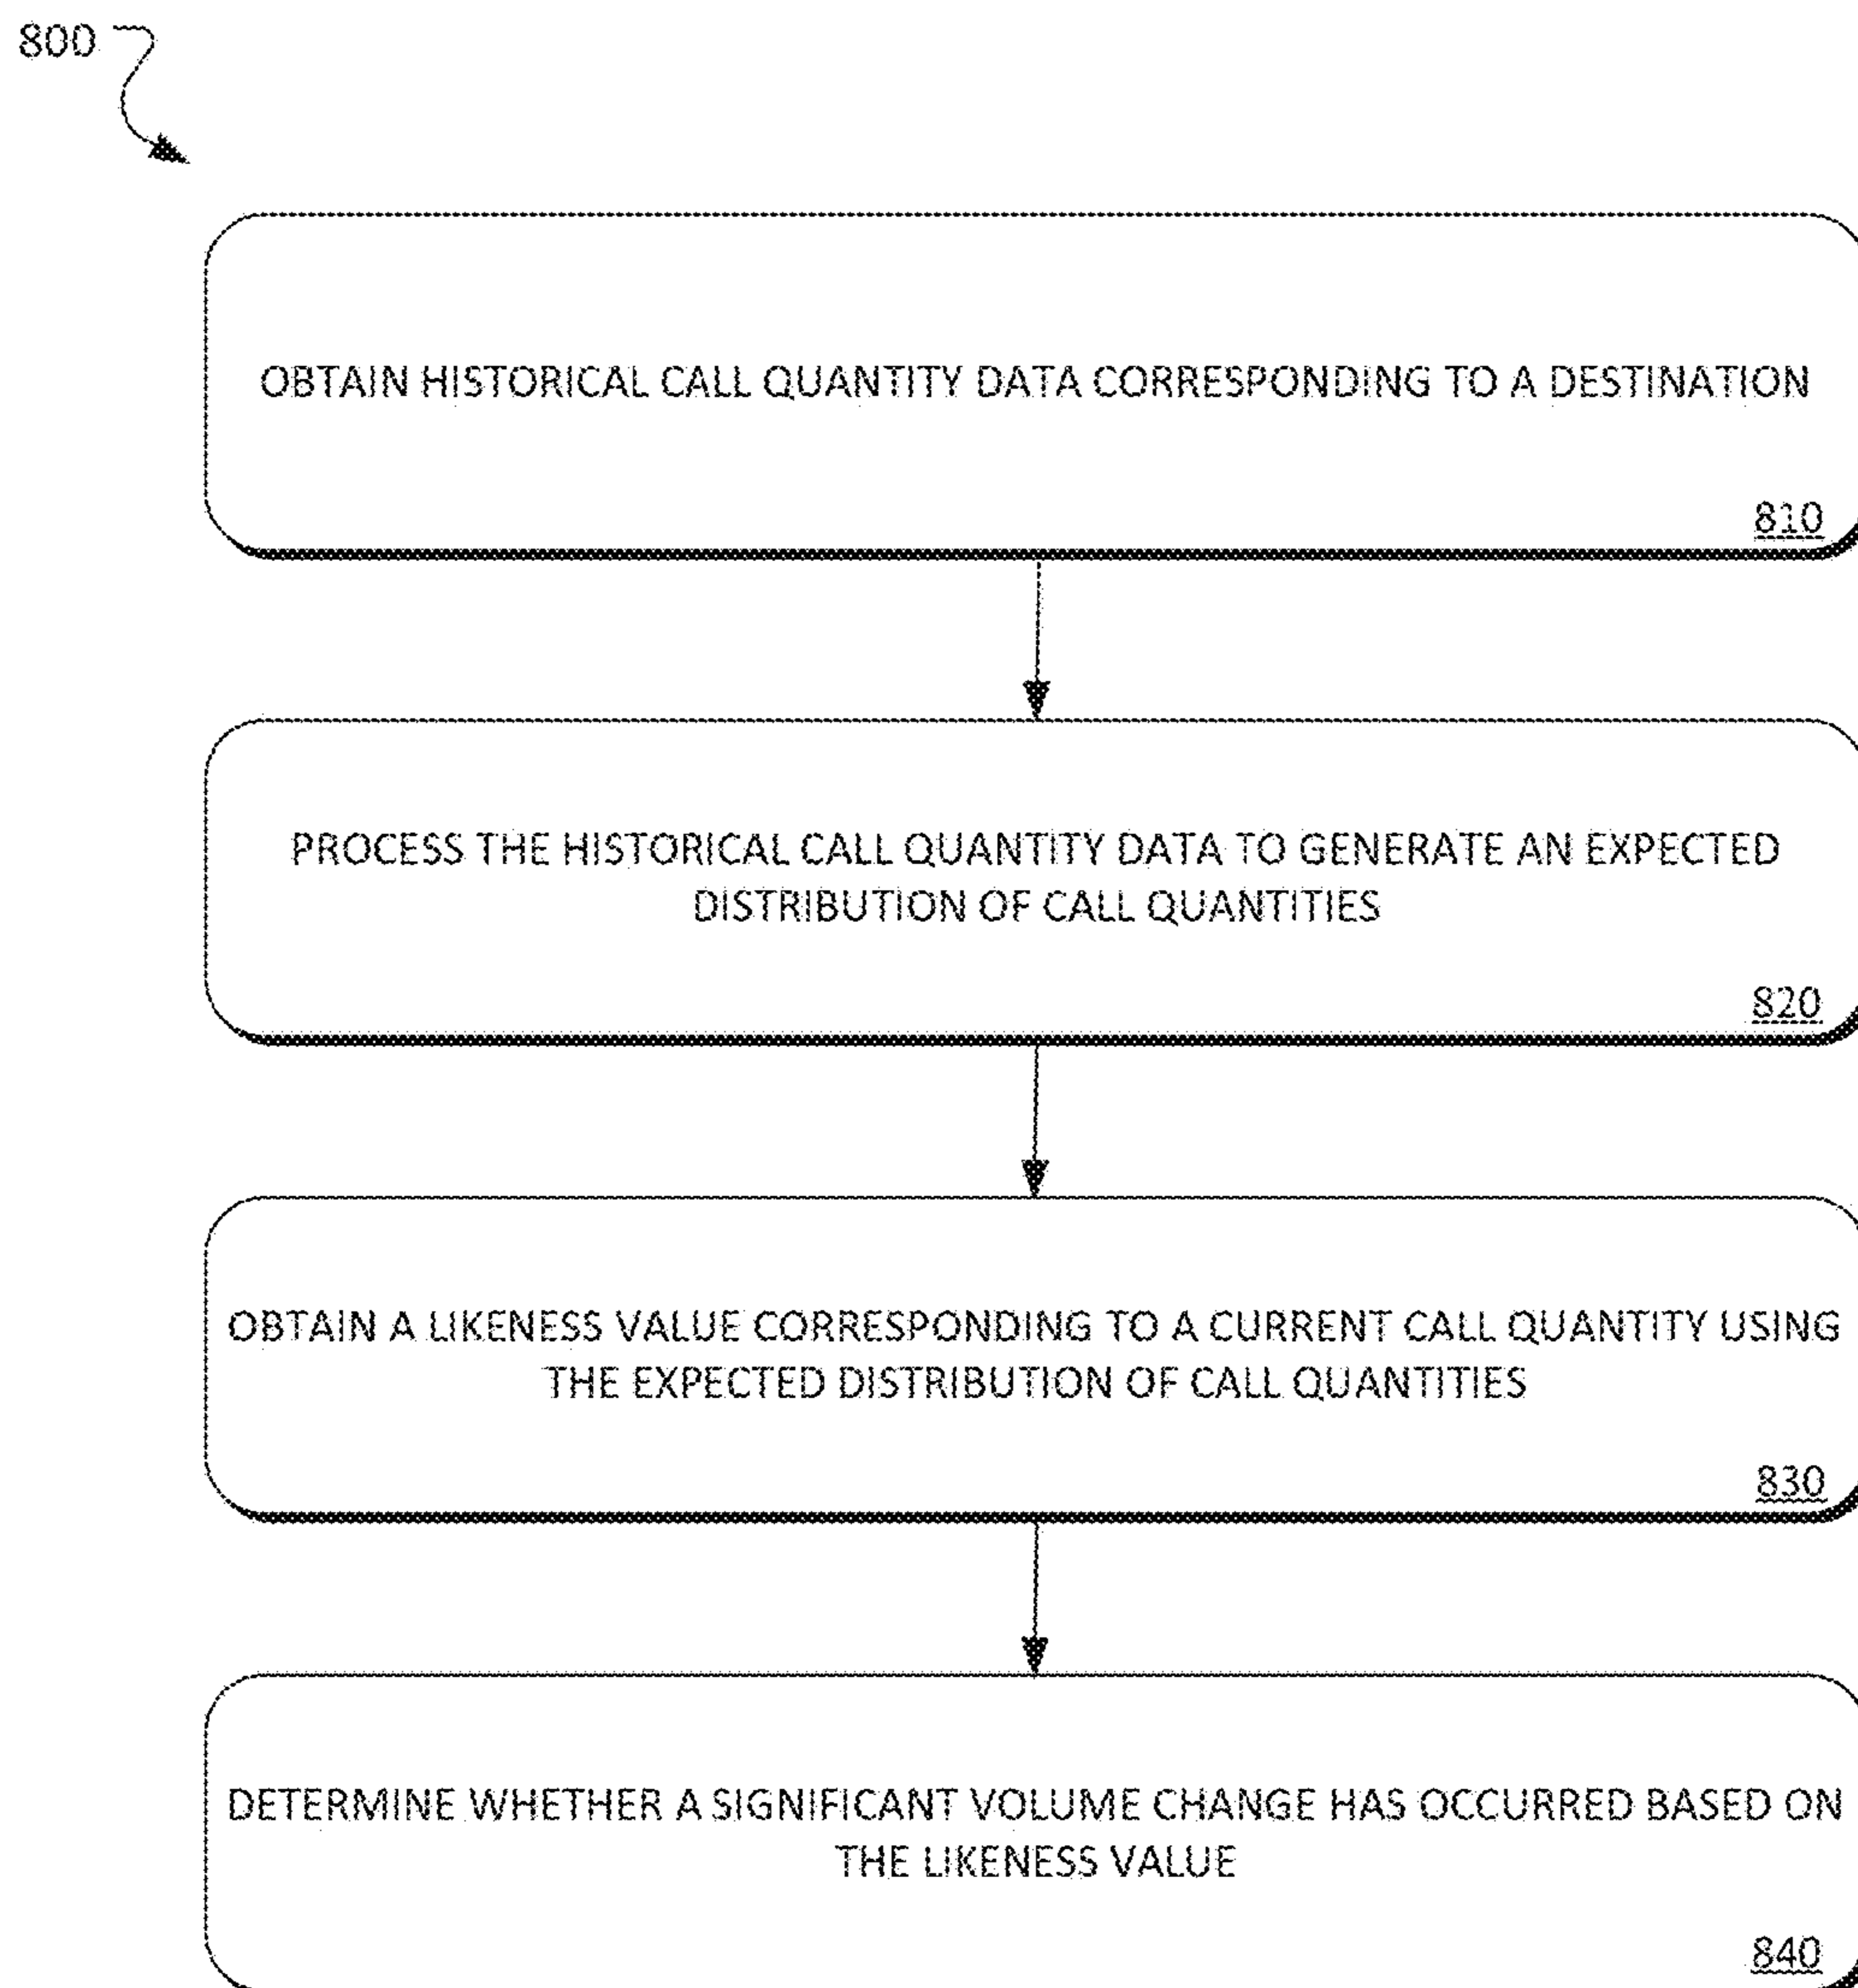 800
OBTAIN HISTORICAL CALL QUANTITY DATA CORRESPONDING TO A DESTINATION
810
PROCESS THE HISTORICAL CALL QUANTITY DATA TO GENERATE AN EXPECTED
DISTRIBUTION OF CALL QUANTITIES
820
OBTAIN A LIKENESS VALUE CORRESPONDING TO A CURRENT CALL QUANTITY USING
THE EXPECTED DISTRIBUTION OF CALL QUANTITIES
830
DETERMINE WHETHER A SIGNIFICANT VOLUME CHANGE HAS OCCURRED BASED ON
THE LIKENESS VALUE
840